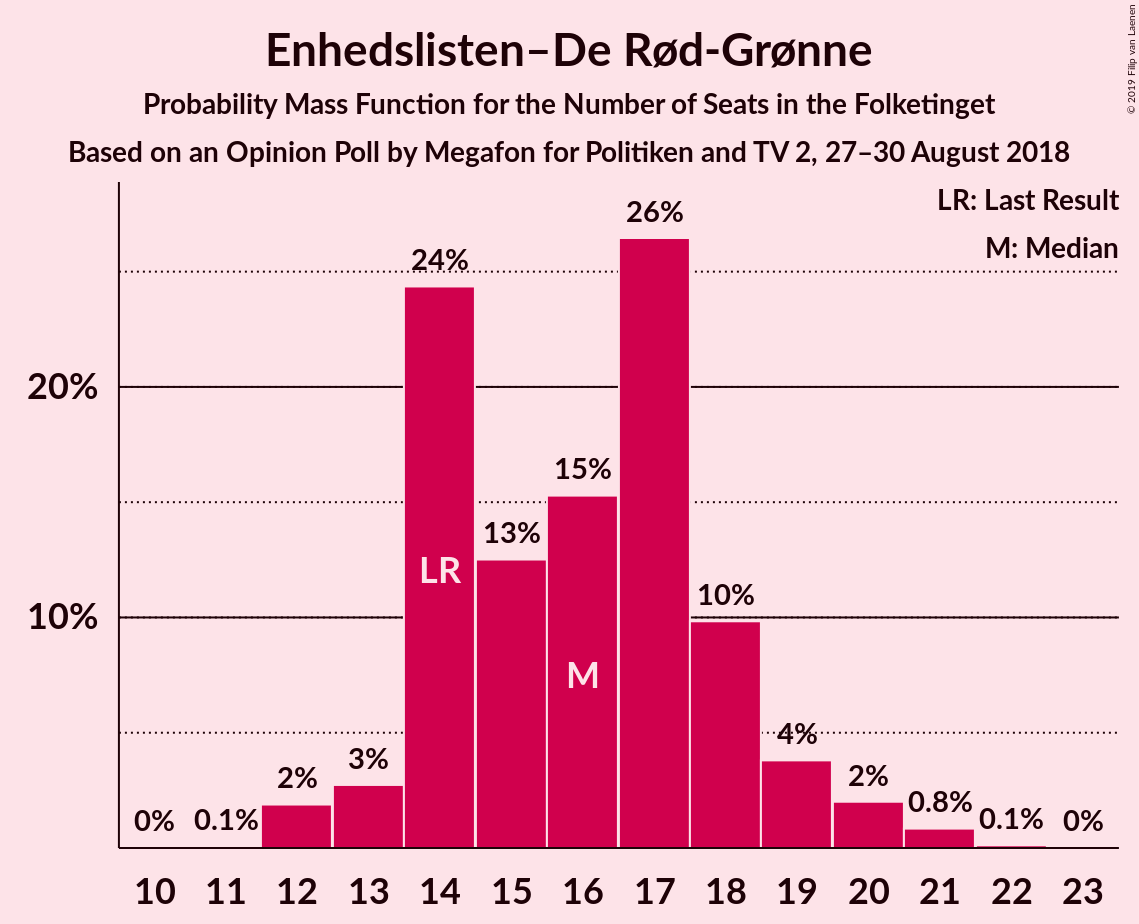 Enhedslisten–De Rød-Grønne
Probability Mass Function for the Number of Seats in the Folketinget
Based on an Opinion Poll by Megafon for Politiken and TV 2, 27–30 August 2018
© 2019 Filip van Laenen
LR: Last Result
M: Median
26%
24%
20%
15%
13%
LR
10%
10%
M
4%
3%
2%
2%
0.8%
0%
0.1%
0.1%
0%
10 11 12 13 14 15 16 17 18 19 20 21 22 23